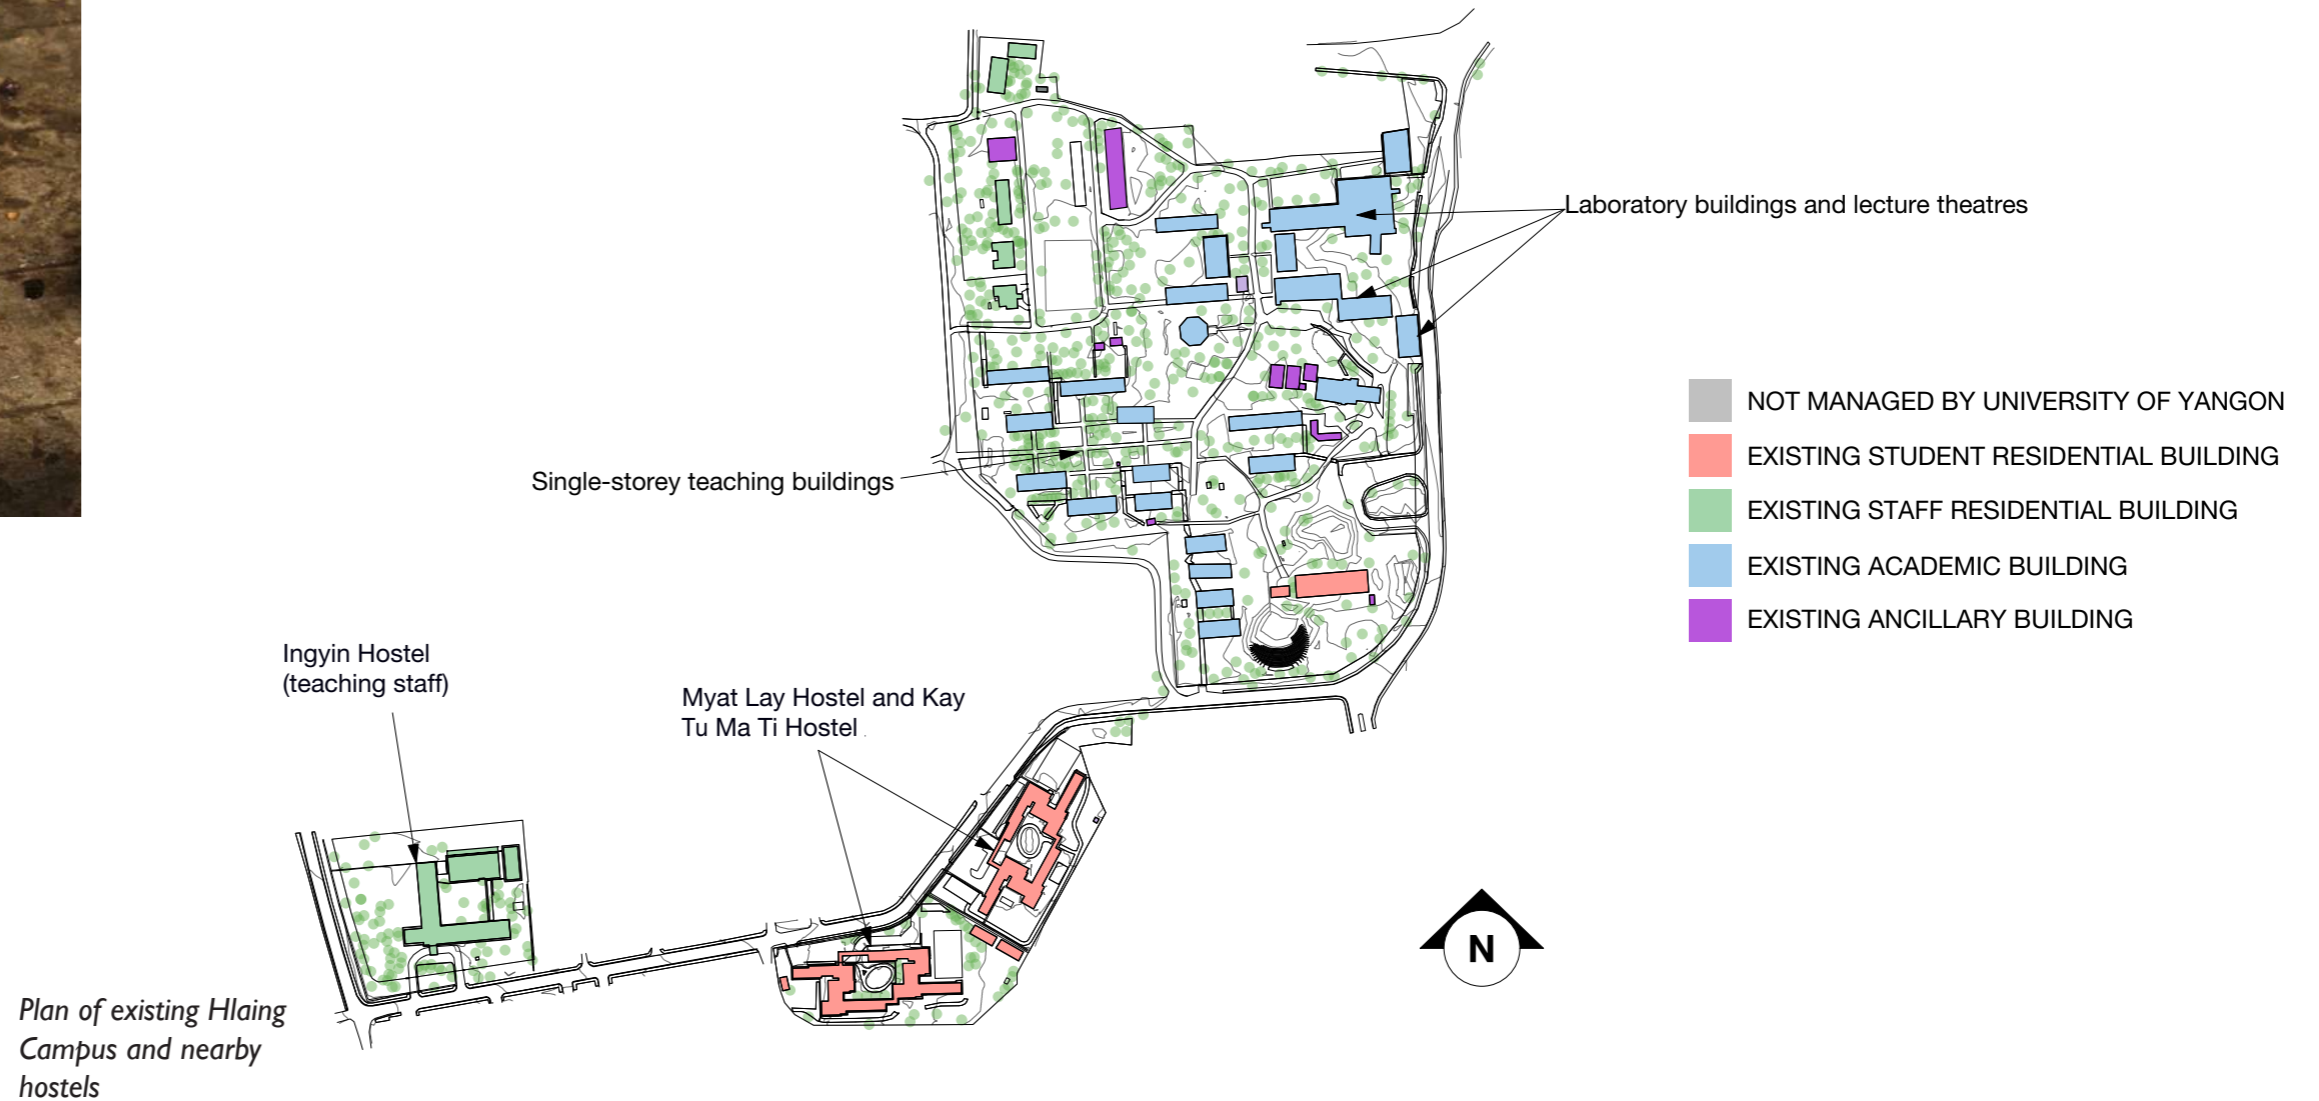 Laboratory buildings and lecture theatres
NOT MANAGED BY UNIVERSITY OF YANGON
EXISTING STUDENT RESIDENTIAL BUILDING
EXISTING STAFF RESIDENTIAL BUILDING
EXISTING ACADEMIC BUILDING
EXISTING ANCILLARY BUILDING
Single-storey teaching buildings
Ingyin Hostel
(teaching staff)
Myat Lay Hostel and Kay
Tu Ma Ti Hostel
N
Plan of existing Hlaing
Campus and nearby
hostels